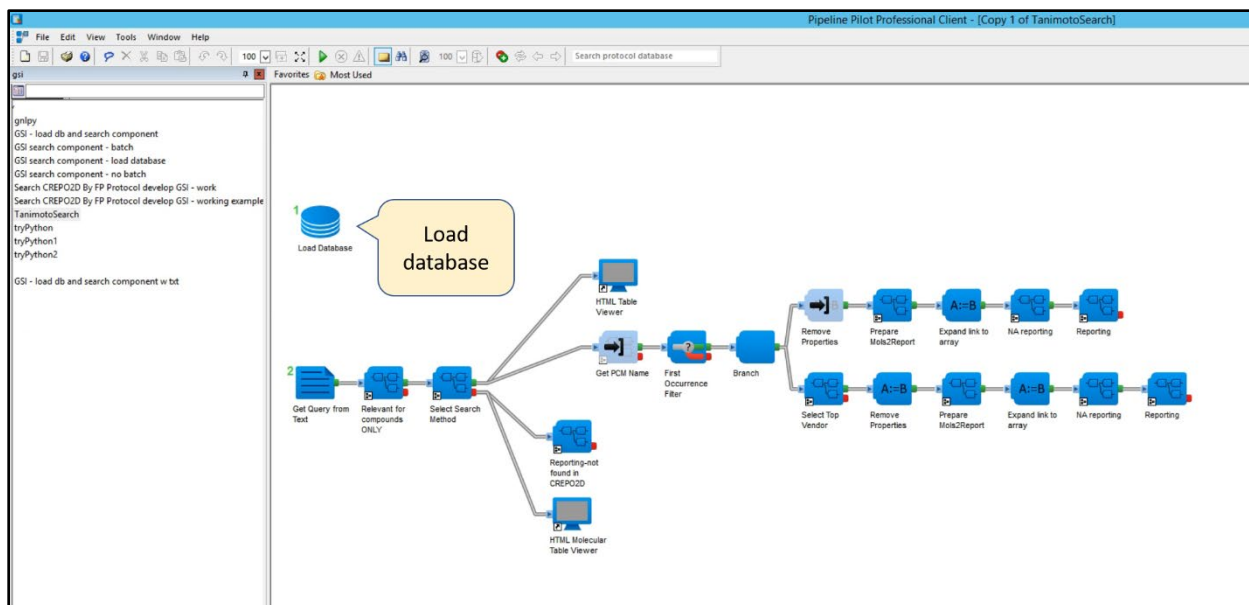 Pipeline Pilot Professional Client - [Copy 1 of TanimotoSearch]
File Edit View Tools Window Help
100
100
Search protocol database
gsi
Favorites Most Used
gnlpy
GSI - load db and search component
GSI search component - batch
GSI search component - load database
GSI search component - no batch
Search CREPO2D By FP Protocol develop GSI - work
Search CREPO2D By FP Protocol develop GSI - working example
TanimotoSearch
tryPython
tryPython1
tryPython2
GSI - load db and search component w txt
1
Load Database
Load
database
HTML Table
Viewer
2
Get Query from
Text
Relevant for
compounds
ONLY
Select Search
Method
Get PCM Name
First
Occurrence
Filter
Branch
B
Remove
Properties
Prepare
Mols2Report
A:=B
Expand link to
array
NA reporting
Reporting
Select Top
Vendor
A:=B
Remove
Properties
Prepare
Mols2Report
A:=B
Expand link to
array
NA reporting
Reporting
Reporting-not
found in
CREPO2D
HTML Molecular
Table Viewer